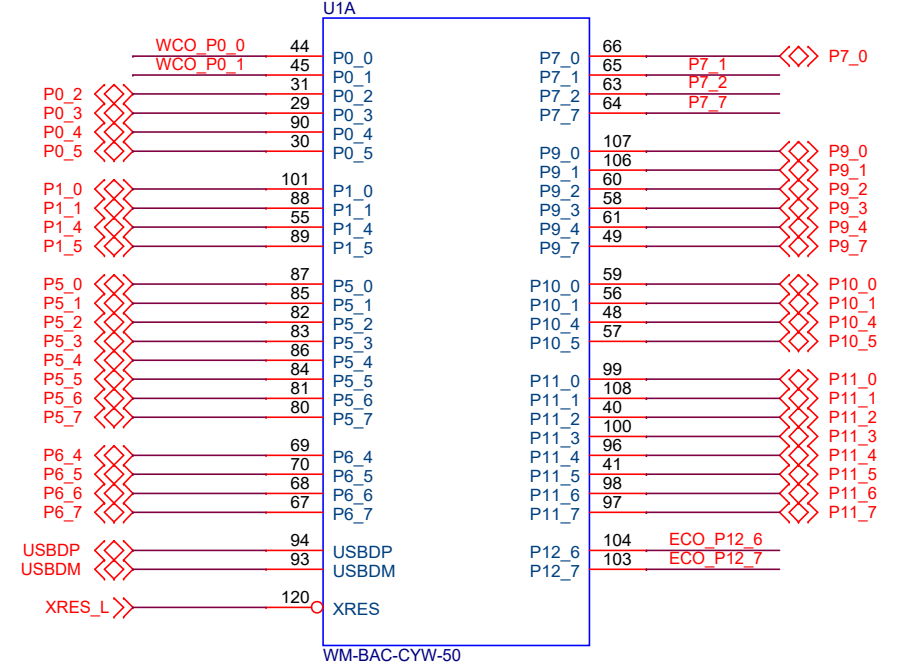 U1A
WCO_P0_0 44 P0_0 P7_0 66 P7_0
WCO_P0_1 45 P0_1 P7_1 65 P7_1
P0_2 31 P0_2 P7_2 63 P7_2
P0_3 29 P0_3 P7_7 64 P7_7
P0_4 90 P0_4
P0_5 30 P0_5 P9_0 107 P9_0
P9_1 106 P9_1
P1_0 101 P1_0 P9_2 60 P9_2
P1_1 88 P1_1 P9_3 58 P9_3
P1_4 55 P1_4 P9_4 61 P9_4
P1_5 89 P1_5 P9_7 49 P9_7
P5_0 87 P5_0 P10_0 59 P10_0
P5_1 85 P5_1 P10_1 56 P10_1
P5_2 82 P5_2 P10_4 48 P10_4
P5_3 83 P5_3 P10_5 57 P10_5
P5_4 86 P5_4
P5_5 84 P5_5 P11_0 99 P11_0
P5_6 81 P5_6 P11_1 108 P11_1
P5_7 80 P5_7 P11_2 40 P11_2
P11_3 100 P11_3
P6_4 69 P6_4 P11_4 96 P11_4
P6_5 70 P6_5 P11_5 41 P11_5
P6_6 68 P6_6 P11_6 98 P11_6
P6_7 67 P6_7 P11_7 97 P11_7
USBDP 94 USBDP P12_6 104 ECO_P12_6
USBDM 93 USBDM P12_7 103 ECO_P12_7
XRES_L 120 XRES
WM-BAC-CYW-50